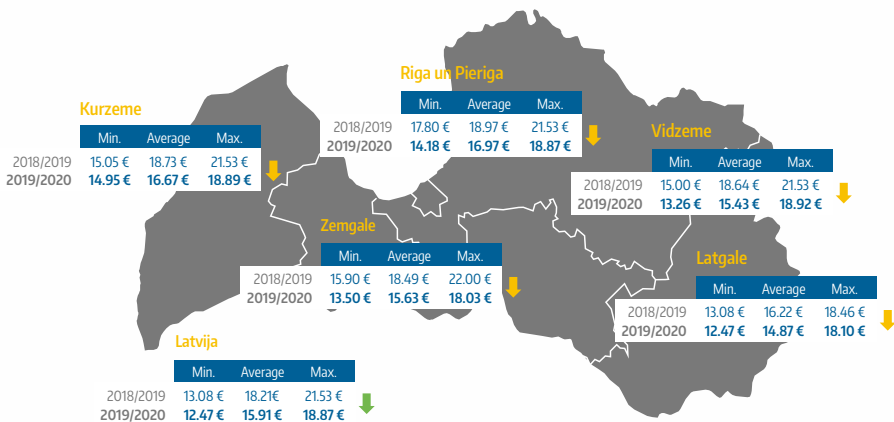 Riga un Pieriga
Min. Average Max.
2018/2019 17.80 € 18.97 € 21.53 €
2019/2020 14.18 € 16.97 € 18.87 €
Kurzeme
Min. Average Max.
2018/2019 15.05 € 18.73 € 21.53 €
2019/2020 14.95 € 16.67 € 18.89 €
Vidzeme
Min. Average Max.
2018/2019 15.00 € 18.64 € 21.53 €
2019/2020 13.26 € 15.43 € 18.92 €
Zemgale
Min. Average Max.
2018/2019 15.90 € 18.49 € 22.00 €
2019/2020 13.50 € 15.63 € 18.03 €
Latgale
Min. Average Max.
2018/2019 13.08 € 16.22 € 18.46 €
2019/2020 12.47 € 14.87 € 18.10 €
Latvija
Min. Average Max.
2018/2019 13.08 € 18.21€ 21.53 €
2019/2020 12.47 € 15.91 € 18.87 €